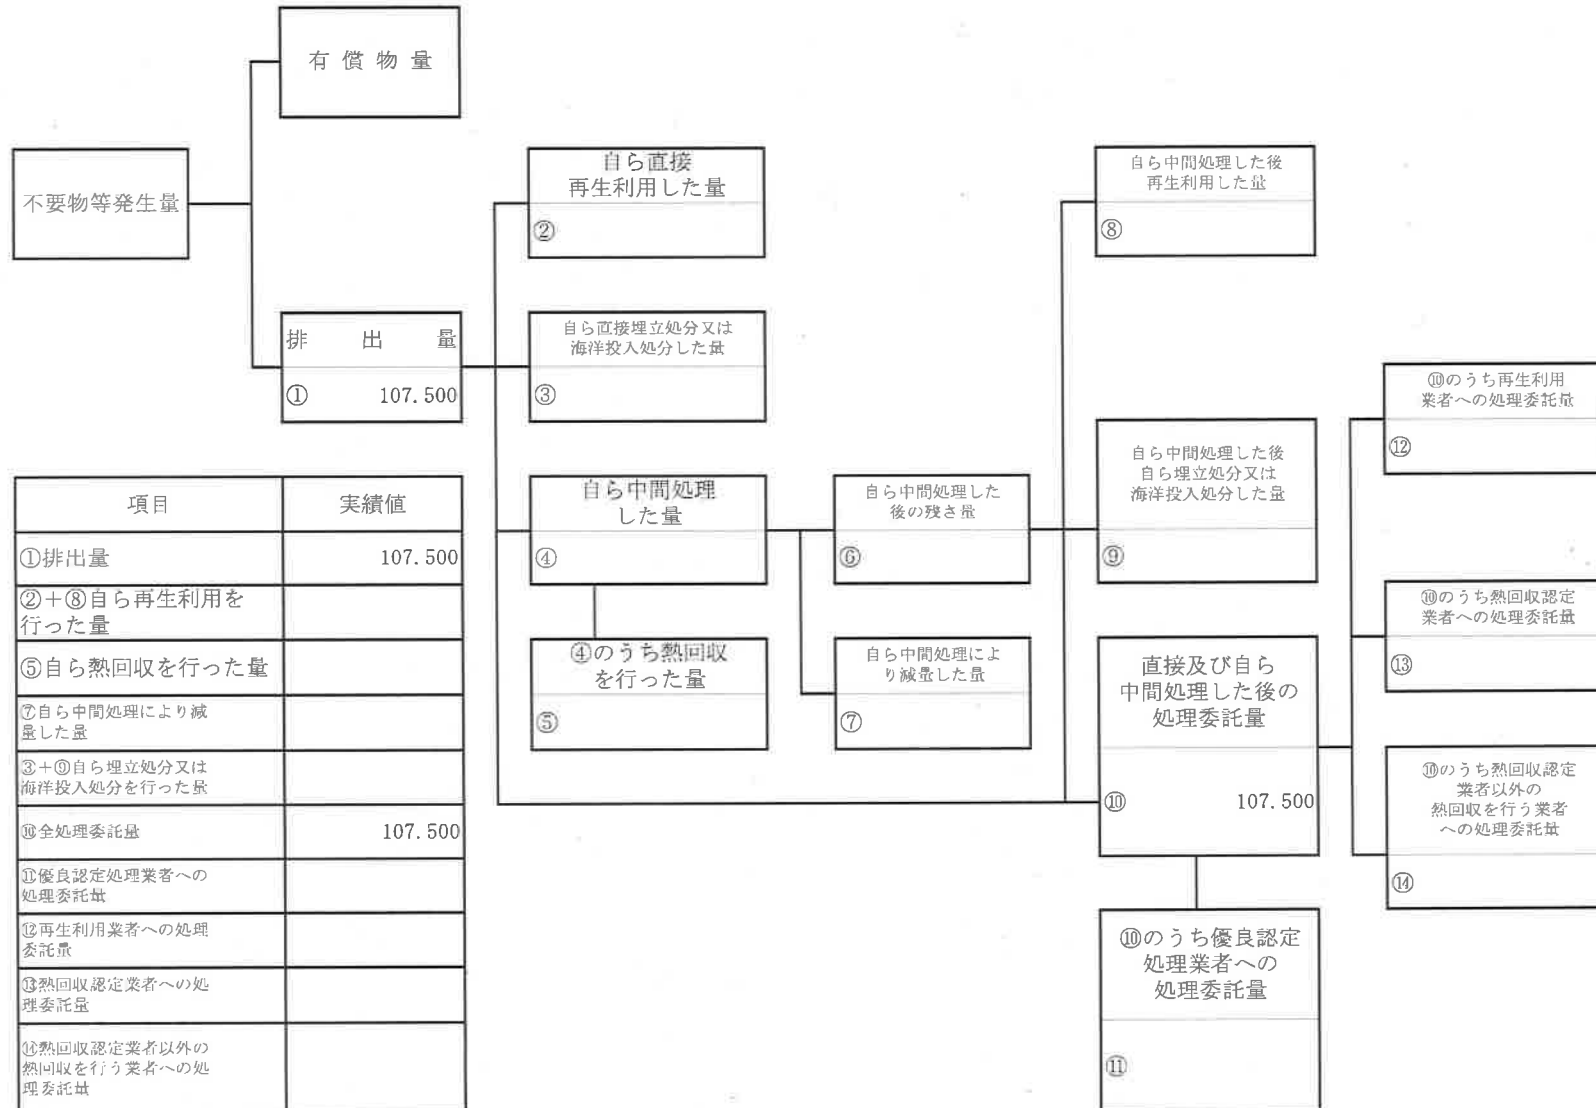 有 償 物 量
不要物等発生量
排 出 量
① 107.500
自ら直接
再生利用した量
②
自ら直接埋立処分又は
海洋投入処分した量
③
自ら中間処理
した量
④
④のうち熱回収
を行った量
⑤
自ら中間処理した
後の残さ量
⑥
自ら中間処理によ
り減量した量
⑦
自ら中間処理した後
再生利用した量
⑧
自ら中間処理した後
自ら埋立処分又は
海洋投入処分した量
⑨
直接及び自ら
中間処理した後の
処理委託量
⑩ 107.500
⑩のうち優良認定
処理業者への
処理委託量
⑪
⑩のうち再生利用
業者への処理委託量
⑫
⑩のうち熱回収認定
業者への処理委託量
⑬
⑩のうち熱回収認定
業者以外の
熱回収を行う業者
への処理委託量
⑭
項目 実績値
①排出量 107.500
②+⑧自ら再生利用を
行った量
⑤自ら熱回収を行った量
⑦自ら中間処理により減
量した量
③+⑨自ら埋立処分又は
海洋投入処分を行った量
⑩全処理委託量 107.500
⑪優良認定処理業者への
処理委託量
⑫再生利用業者への処理
委託量
⑬熱回収認定業者への処
理委託量
⑭熱回収認定業者以外の
熱回収を行う業者への処
理委託量